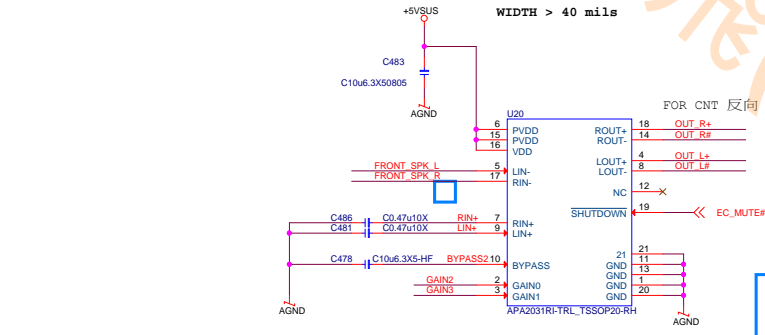 +5VSUS
WIDTH > 40 mils
C483
C10u6.3X50805
AGND
FOR CNT 反向
U20
6 PVDD ROUT+ 18 OUT_R+
15 PVDD ROUT- 14 OUT_R#
16 VDD
LOUT+ 4 OUT_L+
FRONT_SPK_L 5 LIN- LOUT- 8 OUT_L#
FRONT_SPK_R 17 RIN-
NC 12
SHUTDOWN 19 EC_MUTE#
C486 C0.47u10X RIN+ 7 RIN+
C481 C0.47u10X LIN+ 9 LIN+
21 21
C478 C10u6.3X5-HF BYPASS2 10 BYPASS GND 11
GND 13
GAIN2 2 GAIN0 GND 1
GAIN3 3 GAIN1 GND 20
AGND
APA2031RI-TRL_TSSOP20-RH
AGND